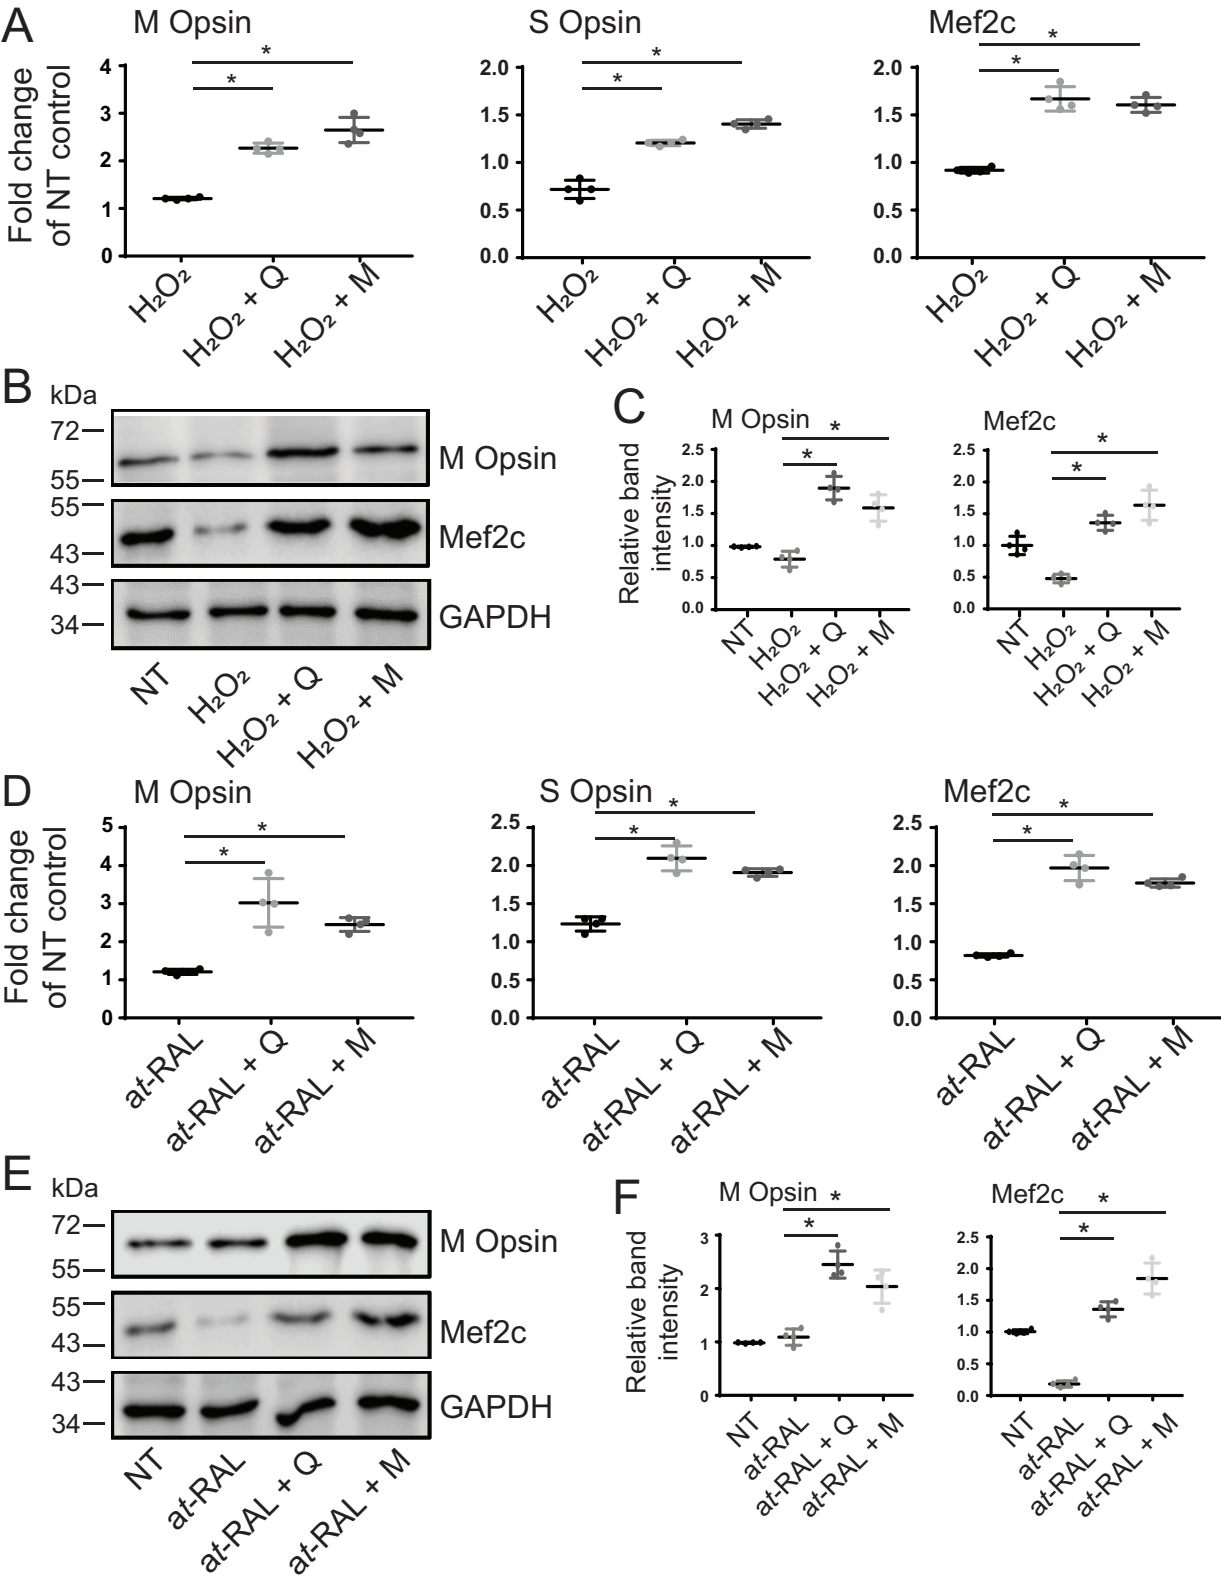 A
M Opsin
S Opsin
Mef2c
Fold change
of NT control
4
3
2
1
0
*
*
H₂O₂
H₂O₂ + Q
H₂O₂ + M
2.0
1.5
1.0
0.5
0.0
*
*
H₂O₂
H₂O₂ + Q
H₂O₂ + M
2.0
1.5
1.0
0.5
0.0
*
*
H₂O₂
H₂O₂ + Q
H₂O₂ + M
B
kDa
72
55
M Opsin
55
43
Mef2c
43
34
GAPDH
NT
H₂O₂
H₂O₂ + Q
H₂O₂ + M
C
M Opsin
Relative band
intensity
2.5
2.0
1.5
1.0
0.5
0.0
*
*
NT
H₂O₂
H₂O₂ + Q
H₂O₂ + M
Mef2c
2.5
2.0
1.5
1.0
0.5
0.0
*
*
NT
H₂O₂
H₂O₂ + Q
H₂O₂ + M
D
M Opsin
S Opsin
Mef2c
Fold change
of NT control
5
4
3
2
1
0
*
*
at-RAL
at-RAL + Q
at-RAL + M
2.5
2.0
1.5
1.0
0.5
0.0
*
*
at-RAL
at-RAL + Q
at-RAL + M
2.5
2.0
1.5
1.0
0.5
0.0
*
*
at-RAL
at-RAL + Q
at-RAL + M
E
kDa
72
55
M Opsin
55
43
Mef2c
43
34
GAPDH
NT
at-RAL
at-RAL + Q
at-RAL + M
F
M Opsin
Relative band
intensity
3
2
1
0
*
*
NT
at-RAL
at-RAL + Q
at-RAL + M
Mef2c
2.5
2.0
1.5
1.0
0.5
0.0
*
*
NT
at-RAL
at-RAL + Q
at-RAL + M